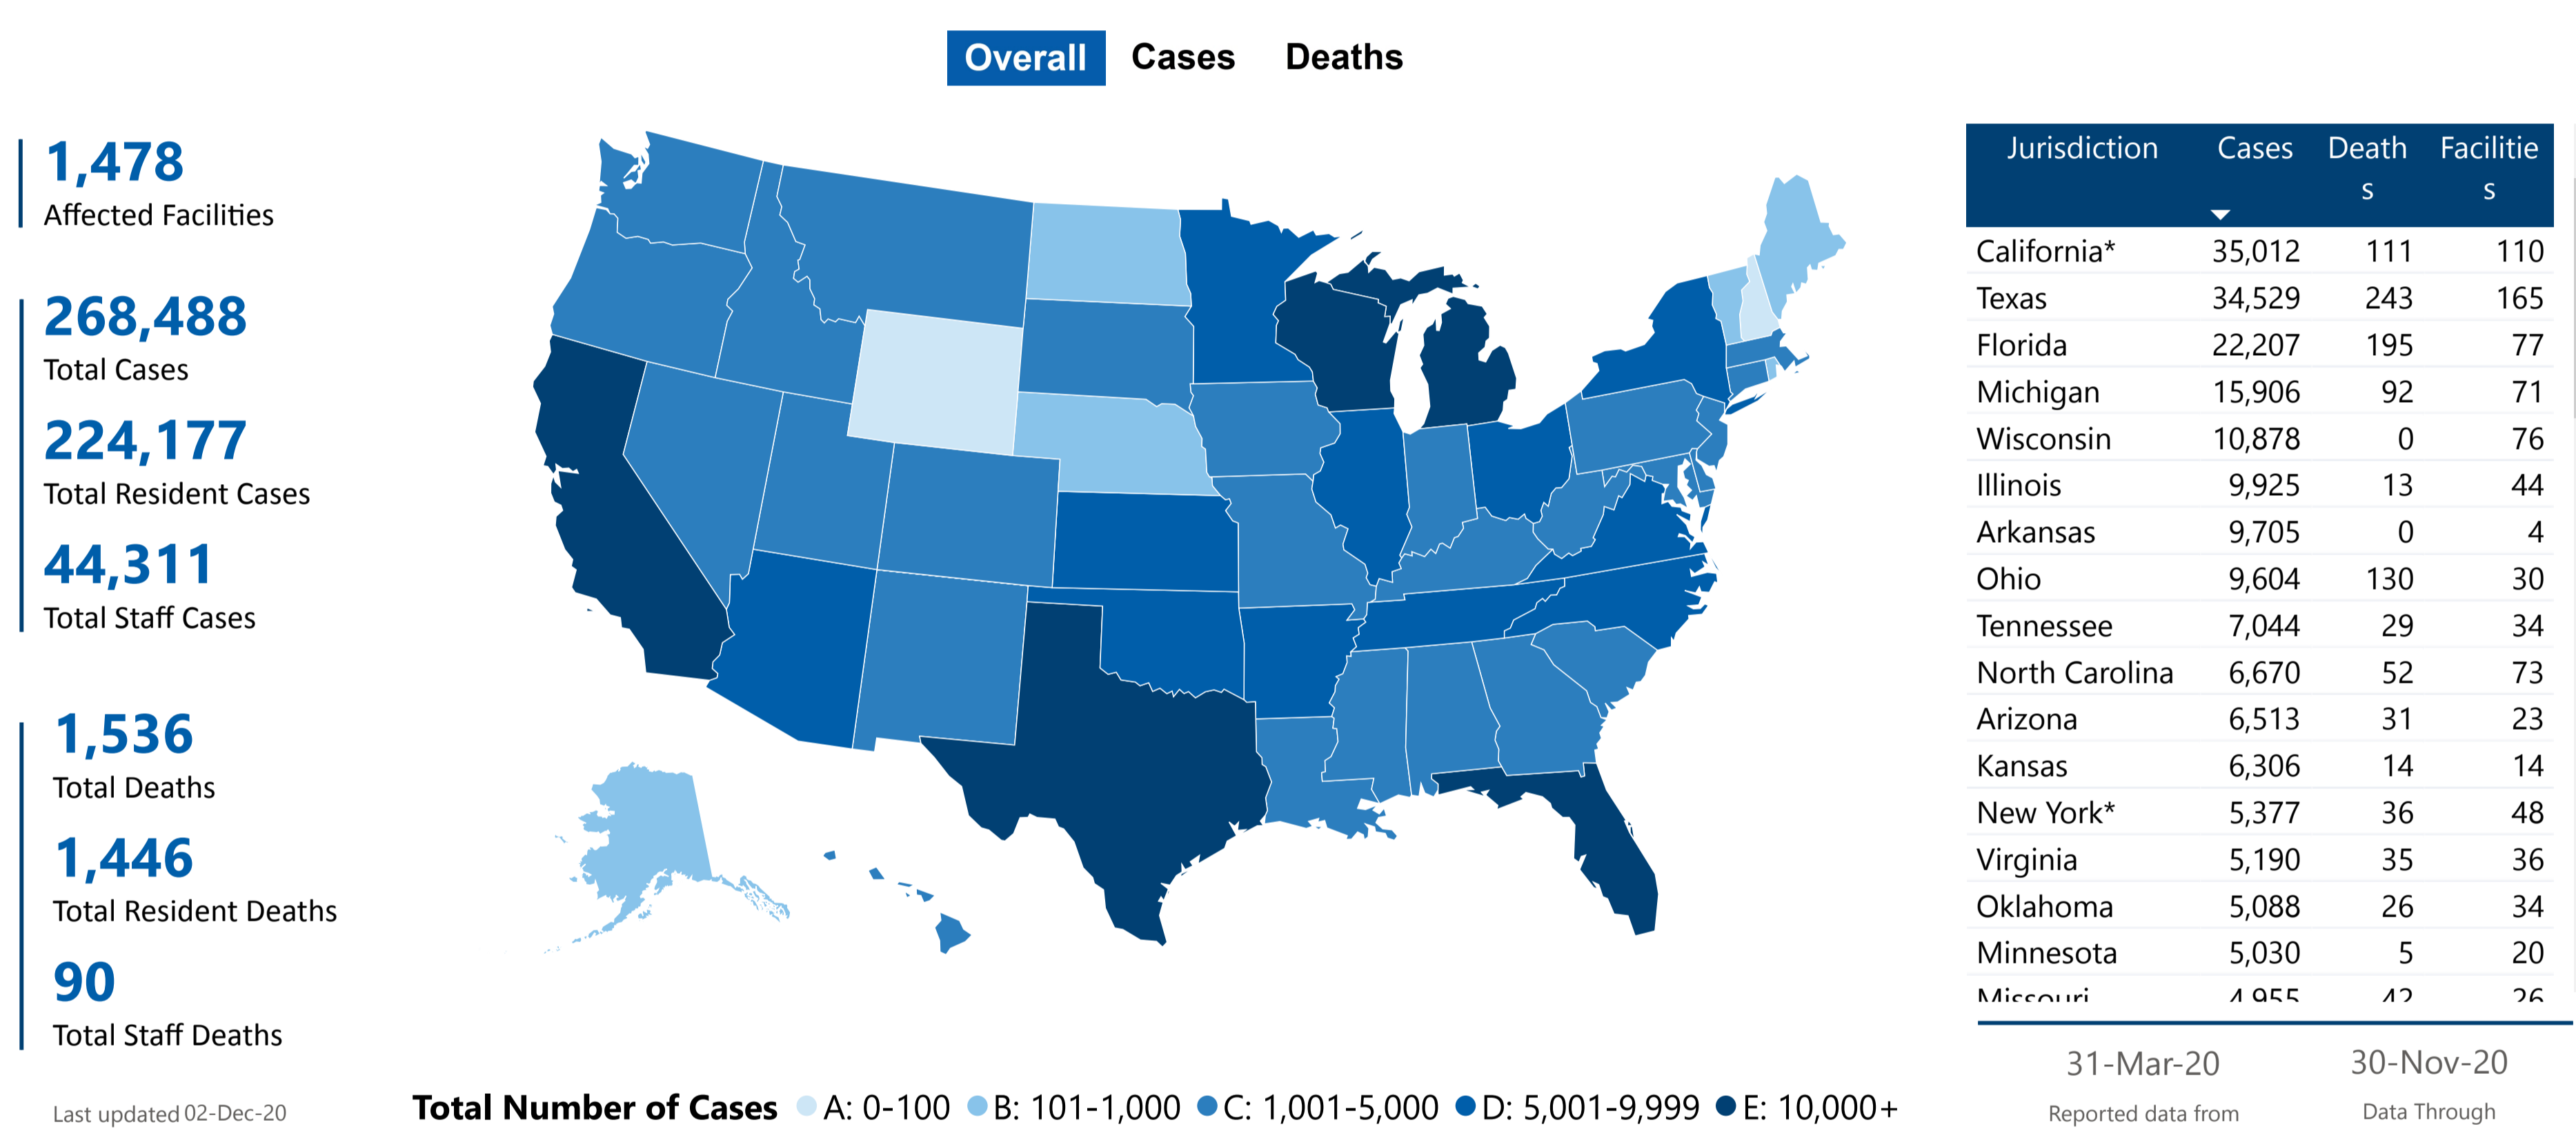 Overall Cases Deaths
1,478
Affected Facilities
268,488
Total Cases
224,177
Total Resident Cases
44,311
Total Staff Cases
1,536
Total Deaths
1,446
Total Resident Deaths
90
Total Staff Deaths
Last updated 02-Dec-20
Total Number of Cases A: 0-100 B: 101-1,000 C: 1,001-5,000 D: 5,001-9,999 E: 10,000+
Jurisdiction Cases Death Facilitie
s s
California* 35,012 111 110
Texas 34,529 243 165
Florida 22,207 195 77
Michigan 15,906 92 71
Wisconsin 10,878 0 76
Illinois 9,925 13 44
Arkansas 9,705 0 4
Ohio 9,604 130 30
Tennessee 7,044 29 34
North Carolina 6,670 52 73
Arizona 6,513 31 23
Kansas 6,306 14 14
New York* 5,377 36 48
Virginia 5,190 35 36
Oklahoma 5,088 26 34
Minnesota 5,030 5 20
Missouri 4,955 42 26
31-Mar-20 30-Nov-20
Reported data from Data Through